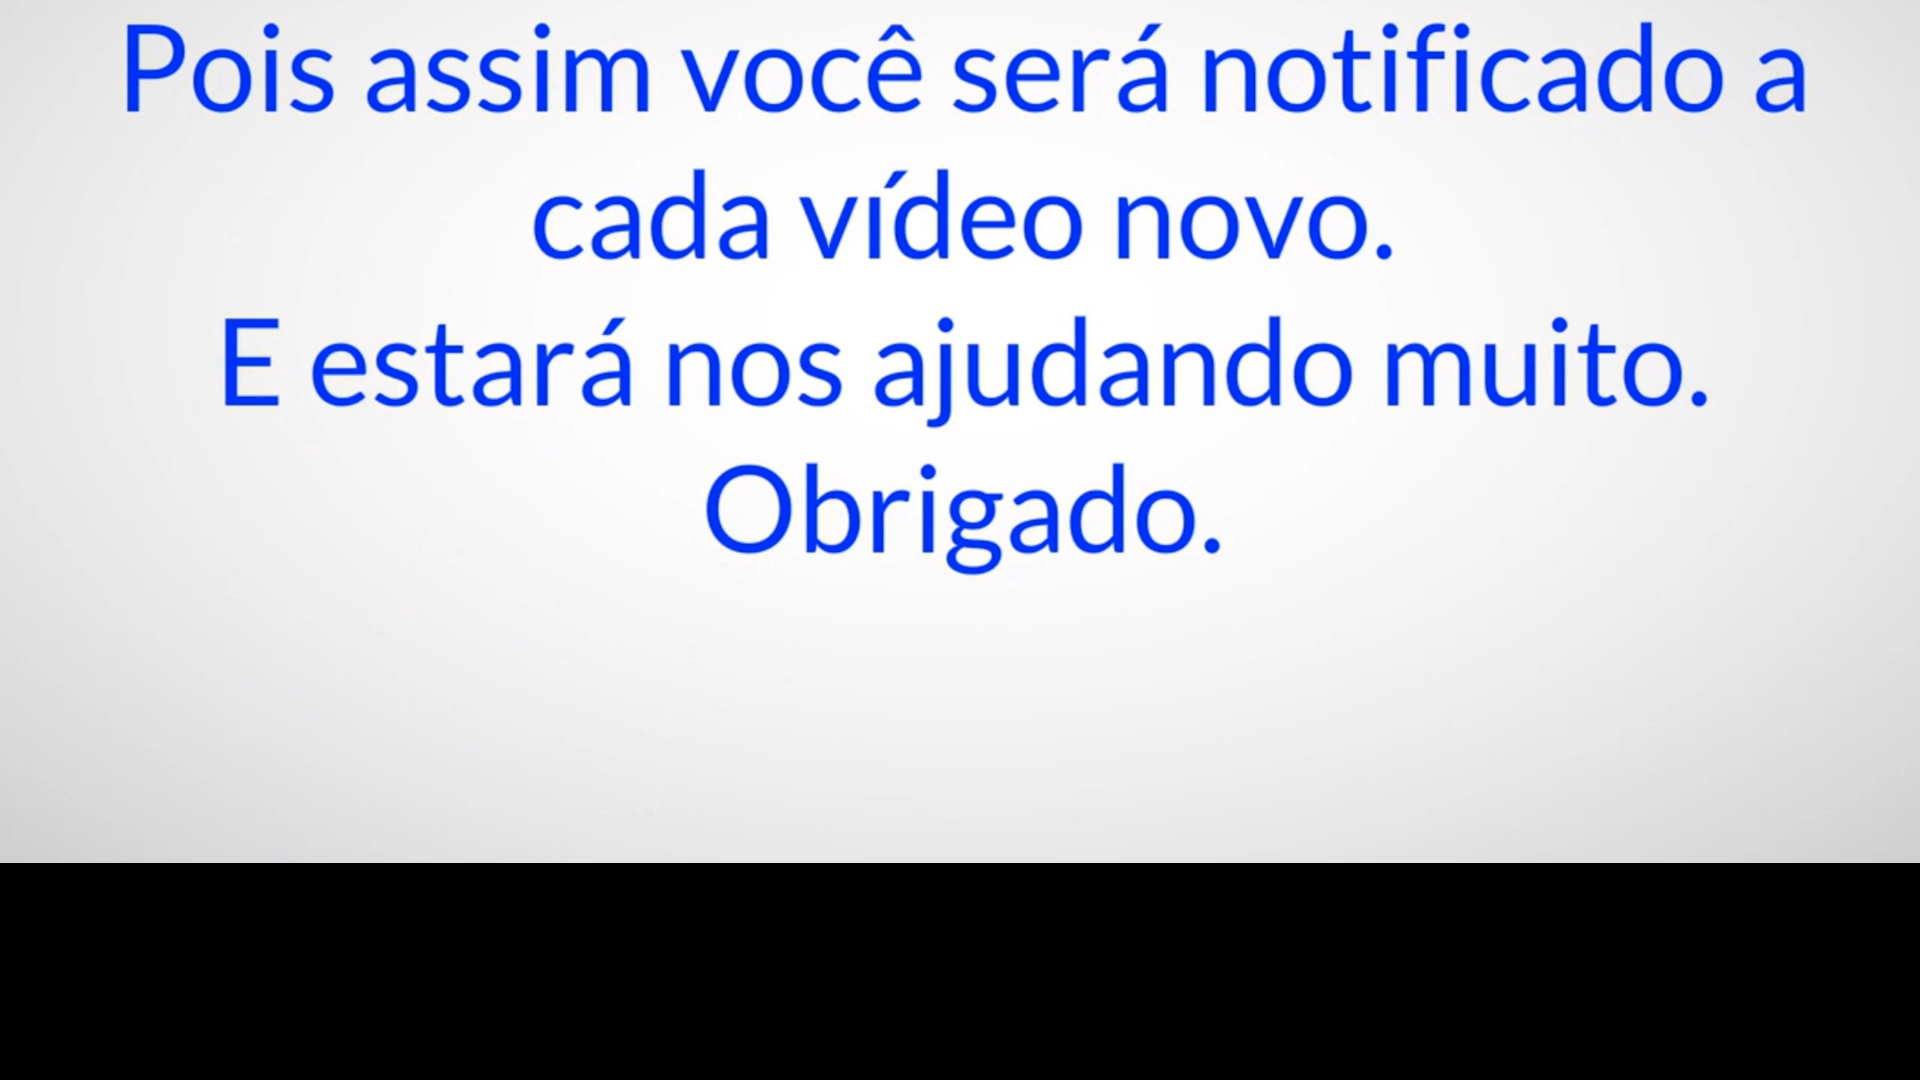 Pois assim você será notificado a
cada vídeo novo.
E estará nos ajudando muito.
Obrigado.